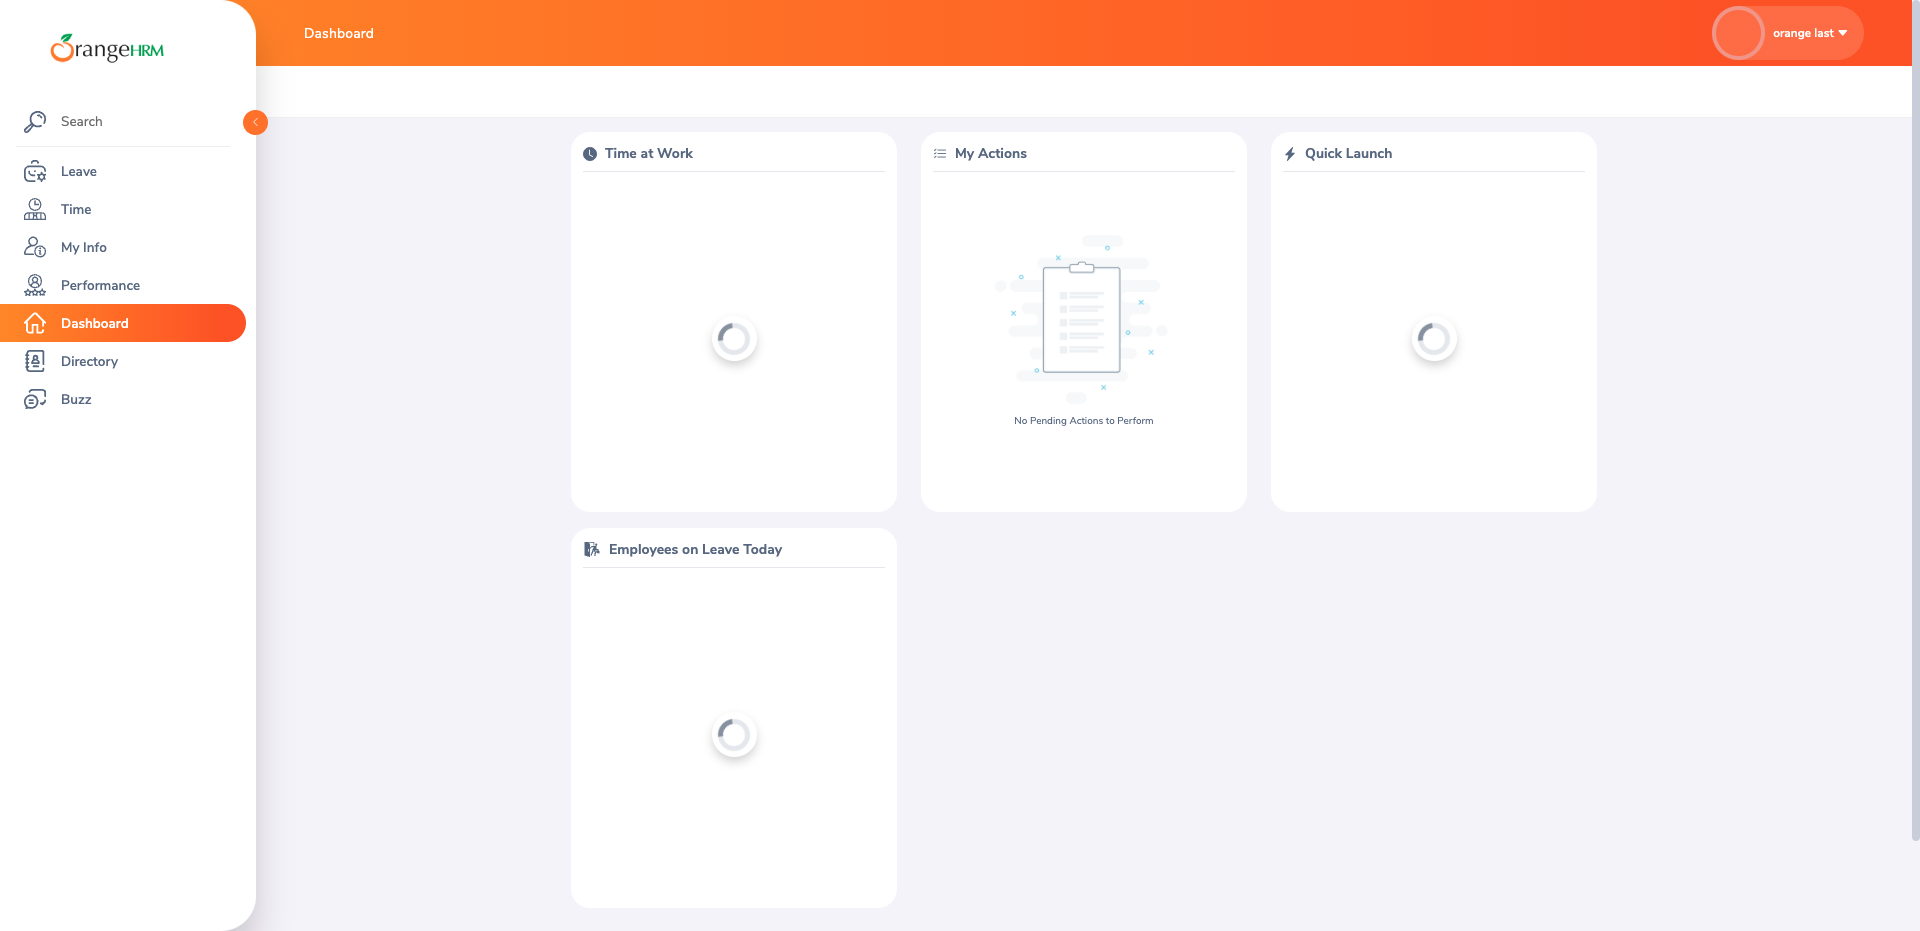 OrangeHRM
Search
Leave
Time
My Info
Performance
Dashboard
Directory
Buzz
Dashboard
orange last
Time at Work
My Actions
No Pending Actions to Perform
Quick Launch
Employees on Leave Today